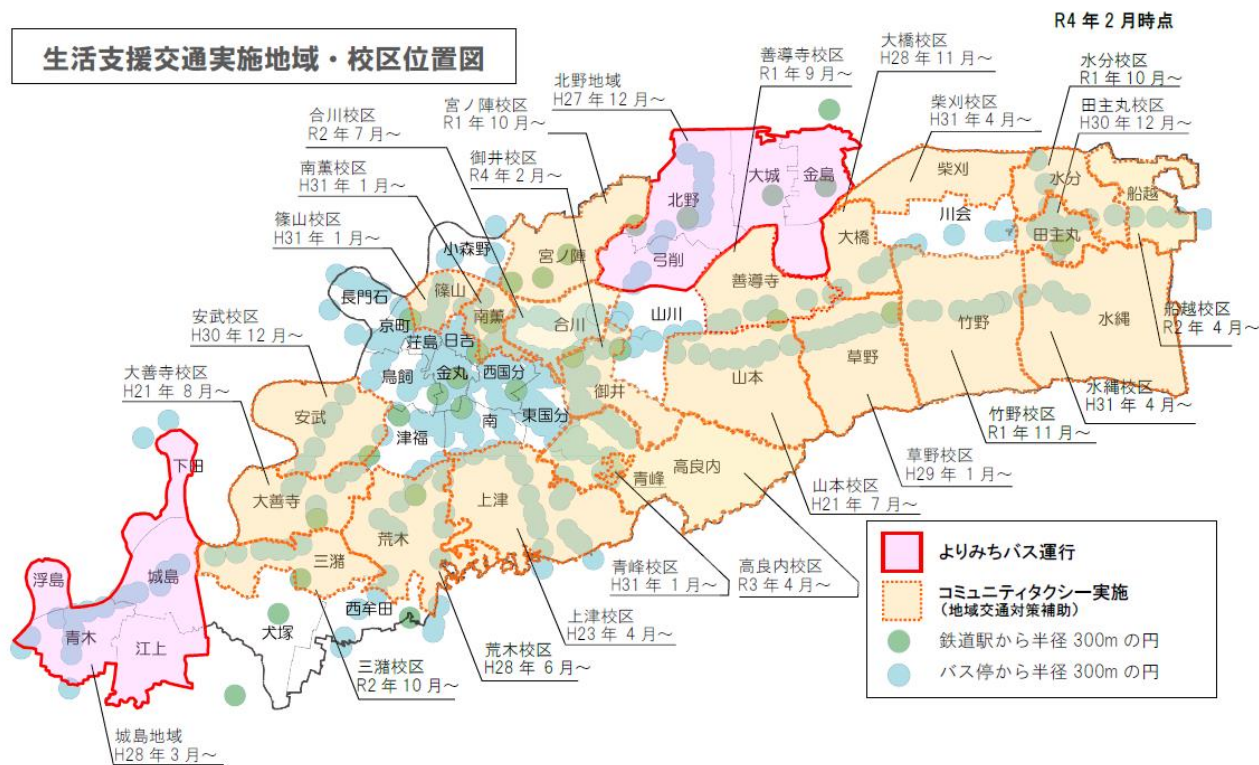 R4 年 2 月時点
生活支援交通実施地域・校区位置図
大橋校区
H28 年 11 月～
善導寺校区
R1 年 9 月～
水分校区
R1 年 10 月～
北野地域
H27 年 12 月～
柴刈校区
H31 年 4 月～
田主丸校区
H30 年 12 月～
宮ノ陣校区
R1 年 10 月～
合川校区
R2 年 7 月～
御井校区
R4 年 2 月～
南薫校区
H31 年 1 月～
篠山校区
H31 年 1 月～
安武校区
H30 年 12 月～
大善寺校区
H21 年 8 月～
柴刈
水分
船越
大城
金島
北野
川会
大橋
田主丸
小森野
宮ノ陣
弓削
善導寺
長門石
篠山
南薫
合川
山川
竹野
水縄
京町
荘島
日吉
草野
山本
鳥飼
金丸
西国分
御井
東国分
南
津福
安武
高良内
青峰
上津
大善寺
荒木
三潴
下田
城島
浮島
青木
江上
西牟田
犬塚
船越校区
R2 年 4 月～
水縄校区
H31 年 4 月～
竹野校区
R1 年 11 月～
草野校区
H29 年 1 月～
山本校区
H21 年 7 月～
高良内校区
R3 年 4 月～
青峰校区
H31 年 1 月～
上津校区
H23 年 4 月～
荒木校区
H28 年 6 月～
三潴校区
R2 年 10 月～
城島地域
H28 年 3 月～
よりみちバス運行
コミュニティタクシー実施
（地域交通対策補助）
鉄道駅から半径 300m の円
バス停から半径 300m の円